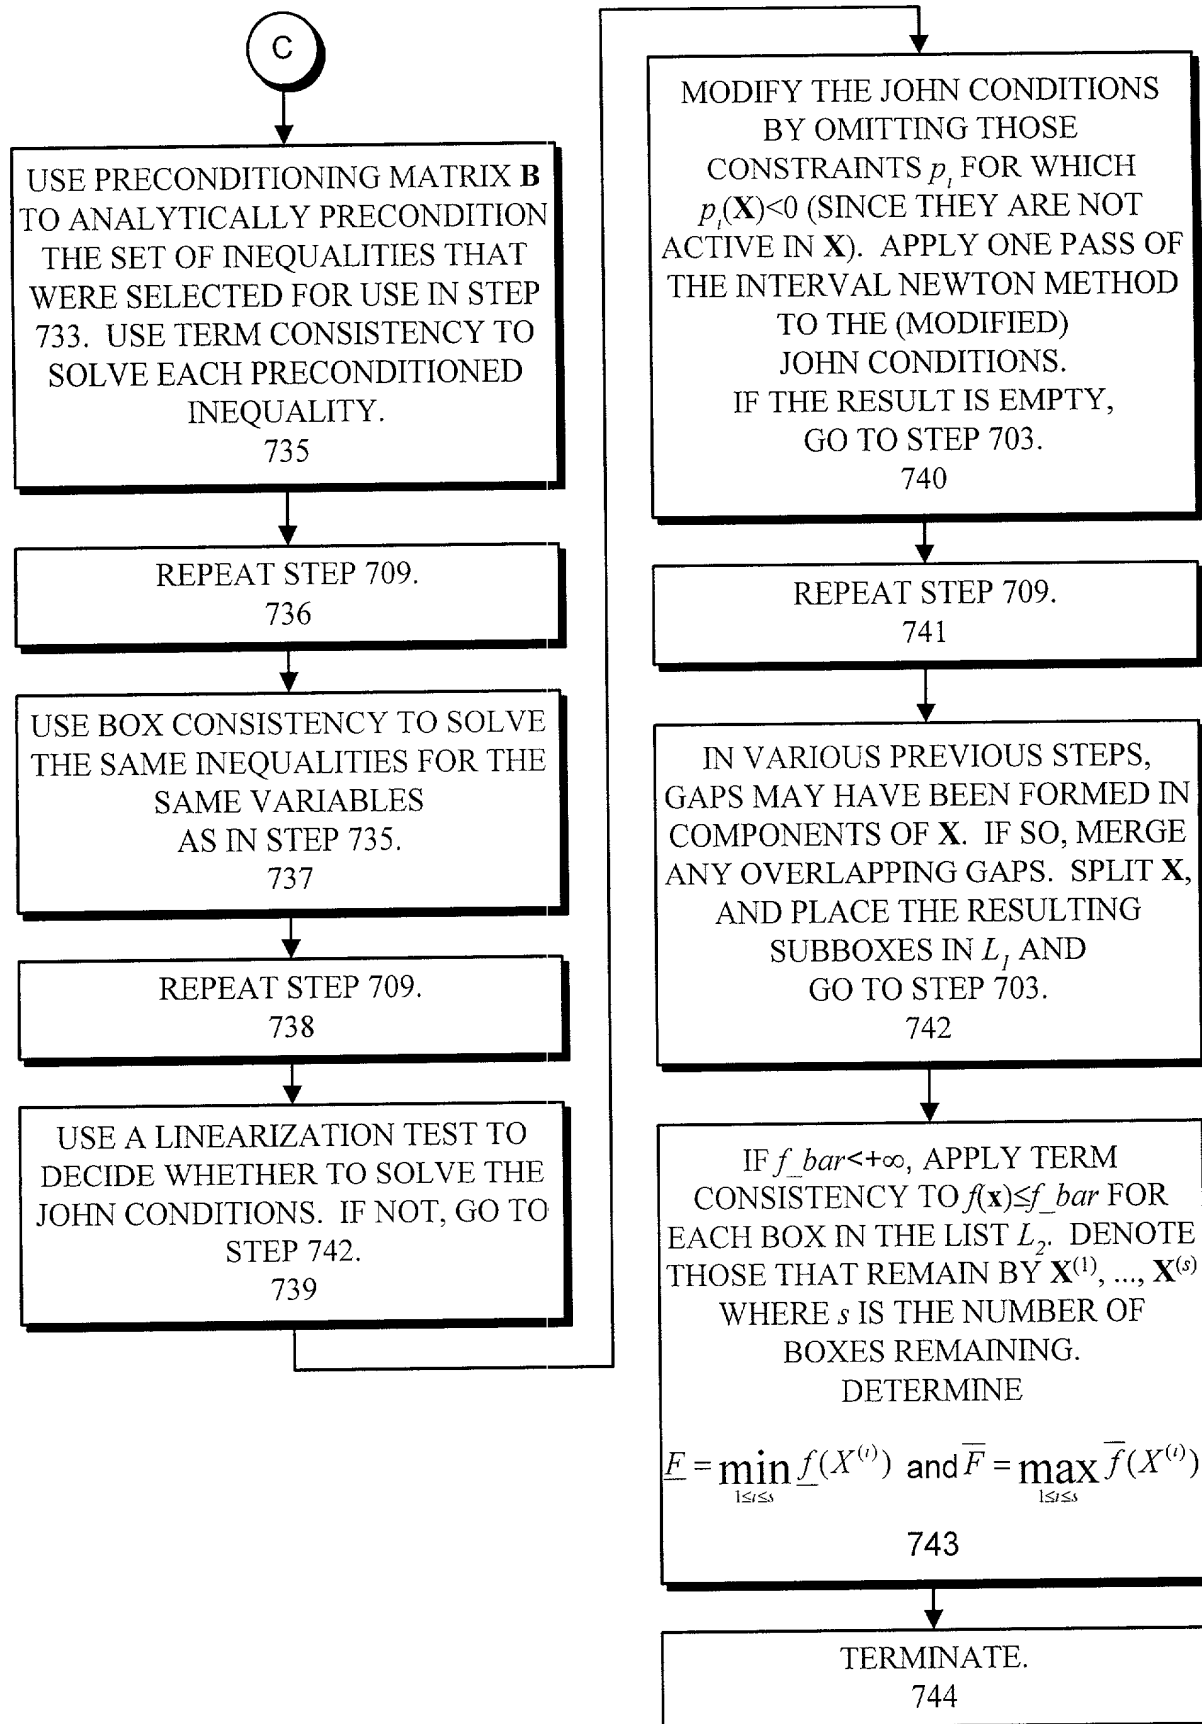 C
USE PRECONDITIONING MATRIX B
TO ANALYTICALLY PRECONDITION
THE SET OF INEQUALITIES THAT
WERE SELECTED FOR USE IN STEP
733. USE TERM CONSISTENCY TO
SOLVE EACH PRECONDITIONED
INEQUALITY.
735
REPEAT STEP 709.
736
USE BOX CONSISTENCY TO SOLVE
THE SAME INEQUALITIES FOR THE
SAME VARIABLES
AS IN STEP 735.
737
REPEAT STEP 709.
738
USE A LINEARIZATION TEST TO
DECIDE WHETHER TO SOLVE THE
JOHN CONDITIONS. IF NOT, GO TO
STEP 742.
739
MODIFY THE JOHN CONDITIONS
BY OMITTING THOSE
CONSTRAINTS p_i FOR WHICH
p_i(X)<0 (SINCE THEY ARE NOT
ACTIVE IN X). APPLY ONE PASS OF
THE INTERVAL NEWTON METHOD
TO THE (MODIFIED)
JOHN CONDITIONS.
IF THE RESULT IS EMPTY,
GO TO STEP 703.
740
REPEAT STEP 709.
741
IN VARIOUS PREVIOUS STEPS,
GAPS MAY HAVE BEEN FORMED IN
COMPONENTS OF X. IF SO, MERGE
ANY OVERLAPPING GAPS. SPLIT X,
AND PLACE THE RESULTING
SUBBOXES IN L_1 AND
GO TO STEP 703.
742
IF f_bar<+∞, APPLY TERM
CONSISTENCY TO f(x)≤f_bar FOR
EACH BOX IN THE LIST L_2. DENOTE
THOSE THAT REMAIN BY X^(1), ..., X^(s)
WHERE s IS THE NUMBER OF
BOXES REMAINING.
DETERMINE
F̲ = min f̲(X^(i)) and F̅ = max f̅(X^(i))
1≤i≤s 1≤i≤s
743
TERMINATE.
744